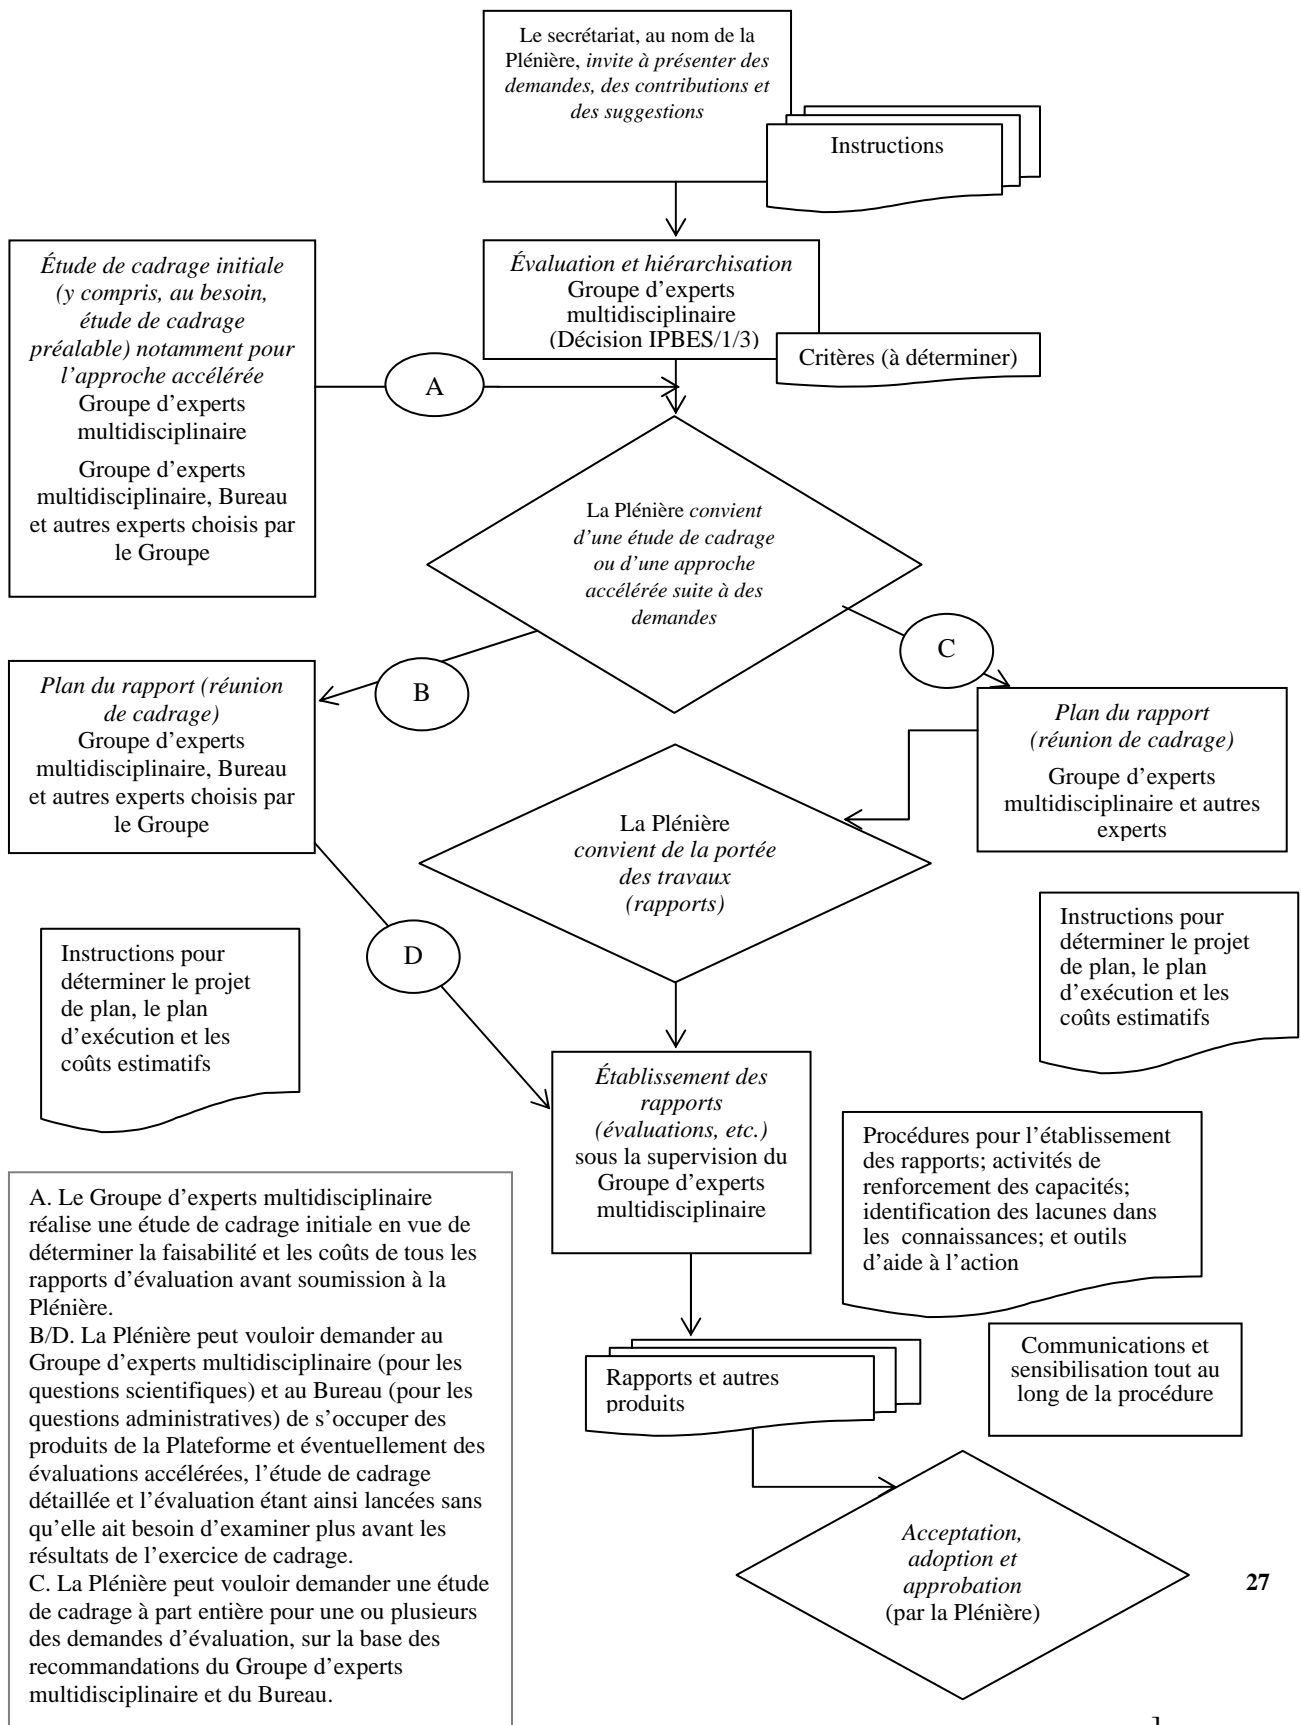 Le secrétariat, au nom de la
Plénière, invite à présenter des
demandes, des contributions et
des suggestions
Instructions
Étude de cadrage initiale
(y compris, au besoin,
étude de cadrage
préalable) notamment pour
l'approche accélérée
Groupe d'experts
multidisciplinaire
Groupe d'experts
multidisciplinaire, Bureau
et autres experts choisis par
le Groupe
Évaluation et hiérarchisation
Groupe d'experts
multidisciplinaire
(Décision IPBES/1/3)
Critères (à déterminer)
A
La Plénière convient
d'une étude de cadrage
ou d'une approche
accélérée suite à des
demandes
C
B
Plan du rapport (réunion
de cadrage)
Groupe d'experts
multidisciplinaire, Bureau
et autres experts choisis par
le Groupe
Plan du rapport
(réunion de cadrage)
Groupe d'experts
multidisciplinaire et autres
experts
La Plénière
convient de la portée
des travaux
(rapports)
D
Instructions pour
déterminer le projet
de plan, le plan
d'exécution et les
coûts estimatifs
Instructions pour
déterminer le projet
de plan, le plan
d'exécution et les
coûts estimatifs
Établissement des
rapports
(évaluations, etc.)
sous la supervision du
Groupe d'experts
multidisciplinaire
Procédures pour l'établissement
des rapports; activités de
renforcement des capacités;
identification des lacunes dans
les connaissances; et outils
d'aide à l'action
A. Le Groupe d'experts multidisciplinaire
réalise une étude de cadrage initiale en vue de
déterminer la faisabilité et les coûts de tous les
rapports d'évaluation avant soumission à la
Plénière.
B/D. La Plénière peut vouloir demander au
Groupe d'experts multidisciplinaire (pour les
questions scientifiques) et au Bureau (pour les
questions administratives) de s'occuper des
produits de la Plateforme et éventuellement des
évaluations accélérées, l'étude de cadrage
détaillée et l'évaluation étant ainsi lancées sans
qu'elle ait besoin d'examiner plus avant les
résultats de l'exercice de cadrage.
C. La Plénière peut vouloir demander une étude
de cadrage à part entière pour une ou plusieurs
des demandes d'évaluation, sur la base des
recommandations du Groupe d'experts
multidisciplinaire et du Bureau.
Rapports et autres
produits
Communications et
sensibilisation tout au
long de la procédure
Acceptation,
adoption et
approbation
(par la Plénière)
27
]